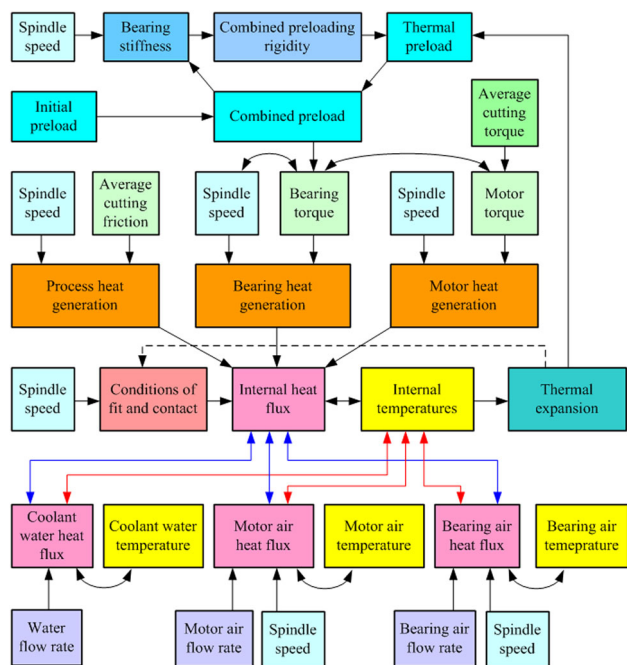 Spindle
speed
Bearing
stiffness
Combined preloading
rigidity
Thermal
preload
Initial
preload
Combined preload
Average
cutting
torque
Spindle
speed
Average
cutting
friction
Spindle
speed
Bearing
torque
Spindle
speed
Motor
torque
Process heat
generation
Bearing heat
generation
Motor heat
generation
Spindle
speed
Conditions of
fit and contact
Internal heat
flux
Internal
temperatures
Thermal
expansion
Coolant
water heat
flux
Coolant water
temperature
Motor air
heat flux
Motor air
temperature
Bearing air
heat flux
Bearing air
temeprature
Water
flow rate
Motor air
flow rate
Spindle
speed
Bearing air
flow rate
Spindle
speed